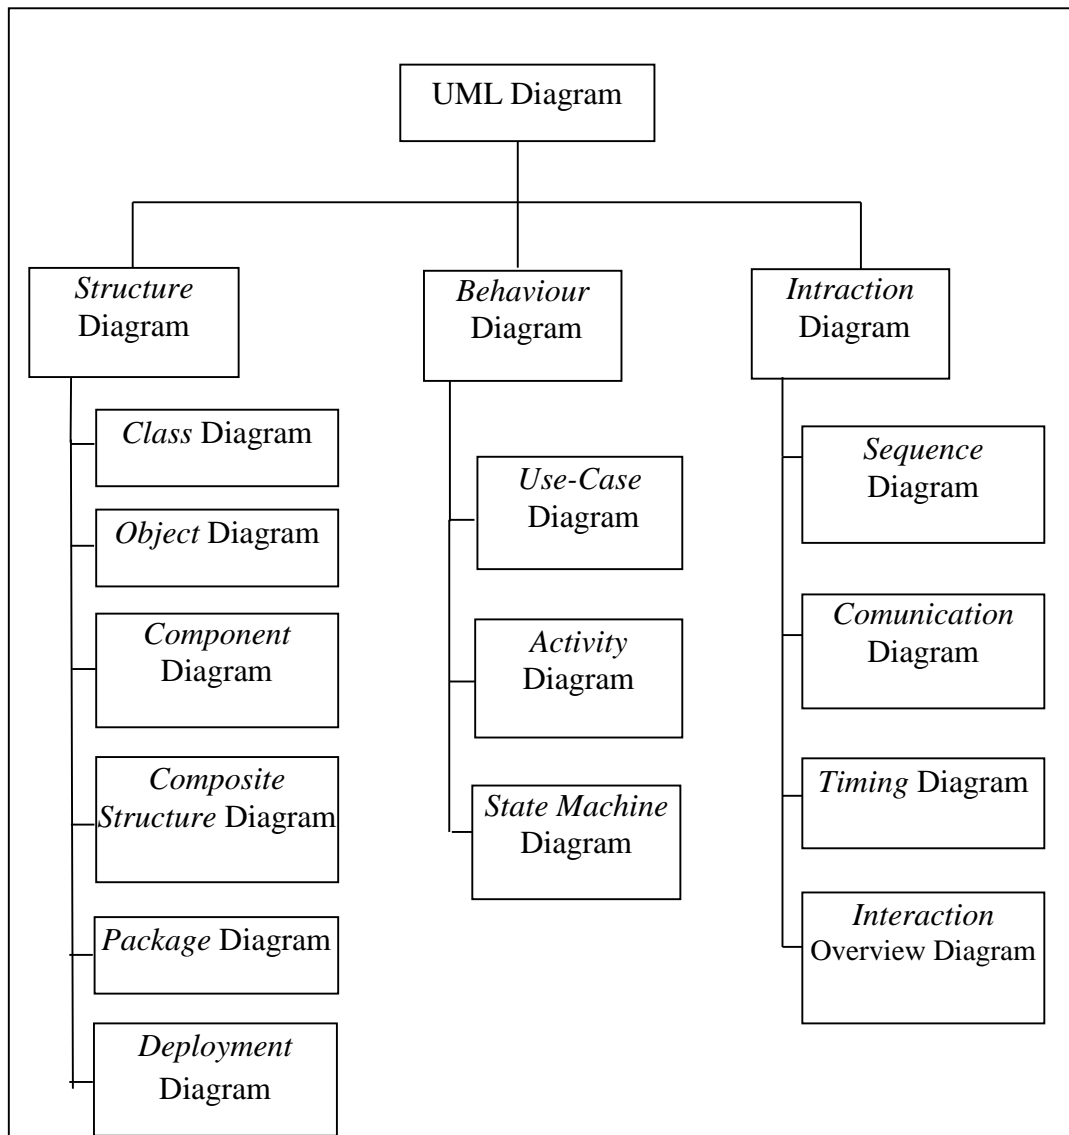 UML Diagram
Structure
Diagram
Class Diagram
Object Diagram
Component
Diagram
Composite
Structure Diagram
Package Diagram
Deployment
Diagram
Behaviour
Diagram
Use-Case
Diagram
Activity
Diagram
State Machine
Diagram
Intraction
Diagram
Sequence
Diagram
Comunication
Diagram
Timing Diagram
Interaction
Overview Diagram